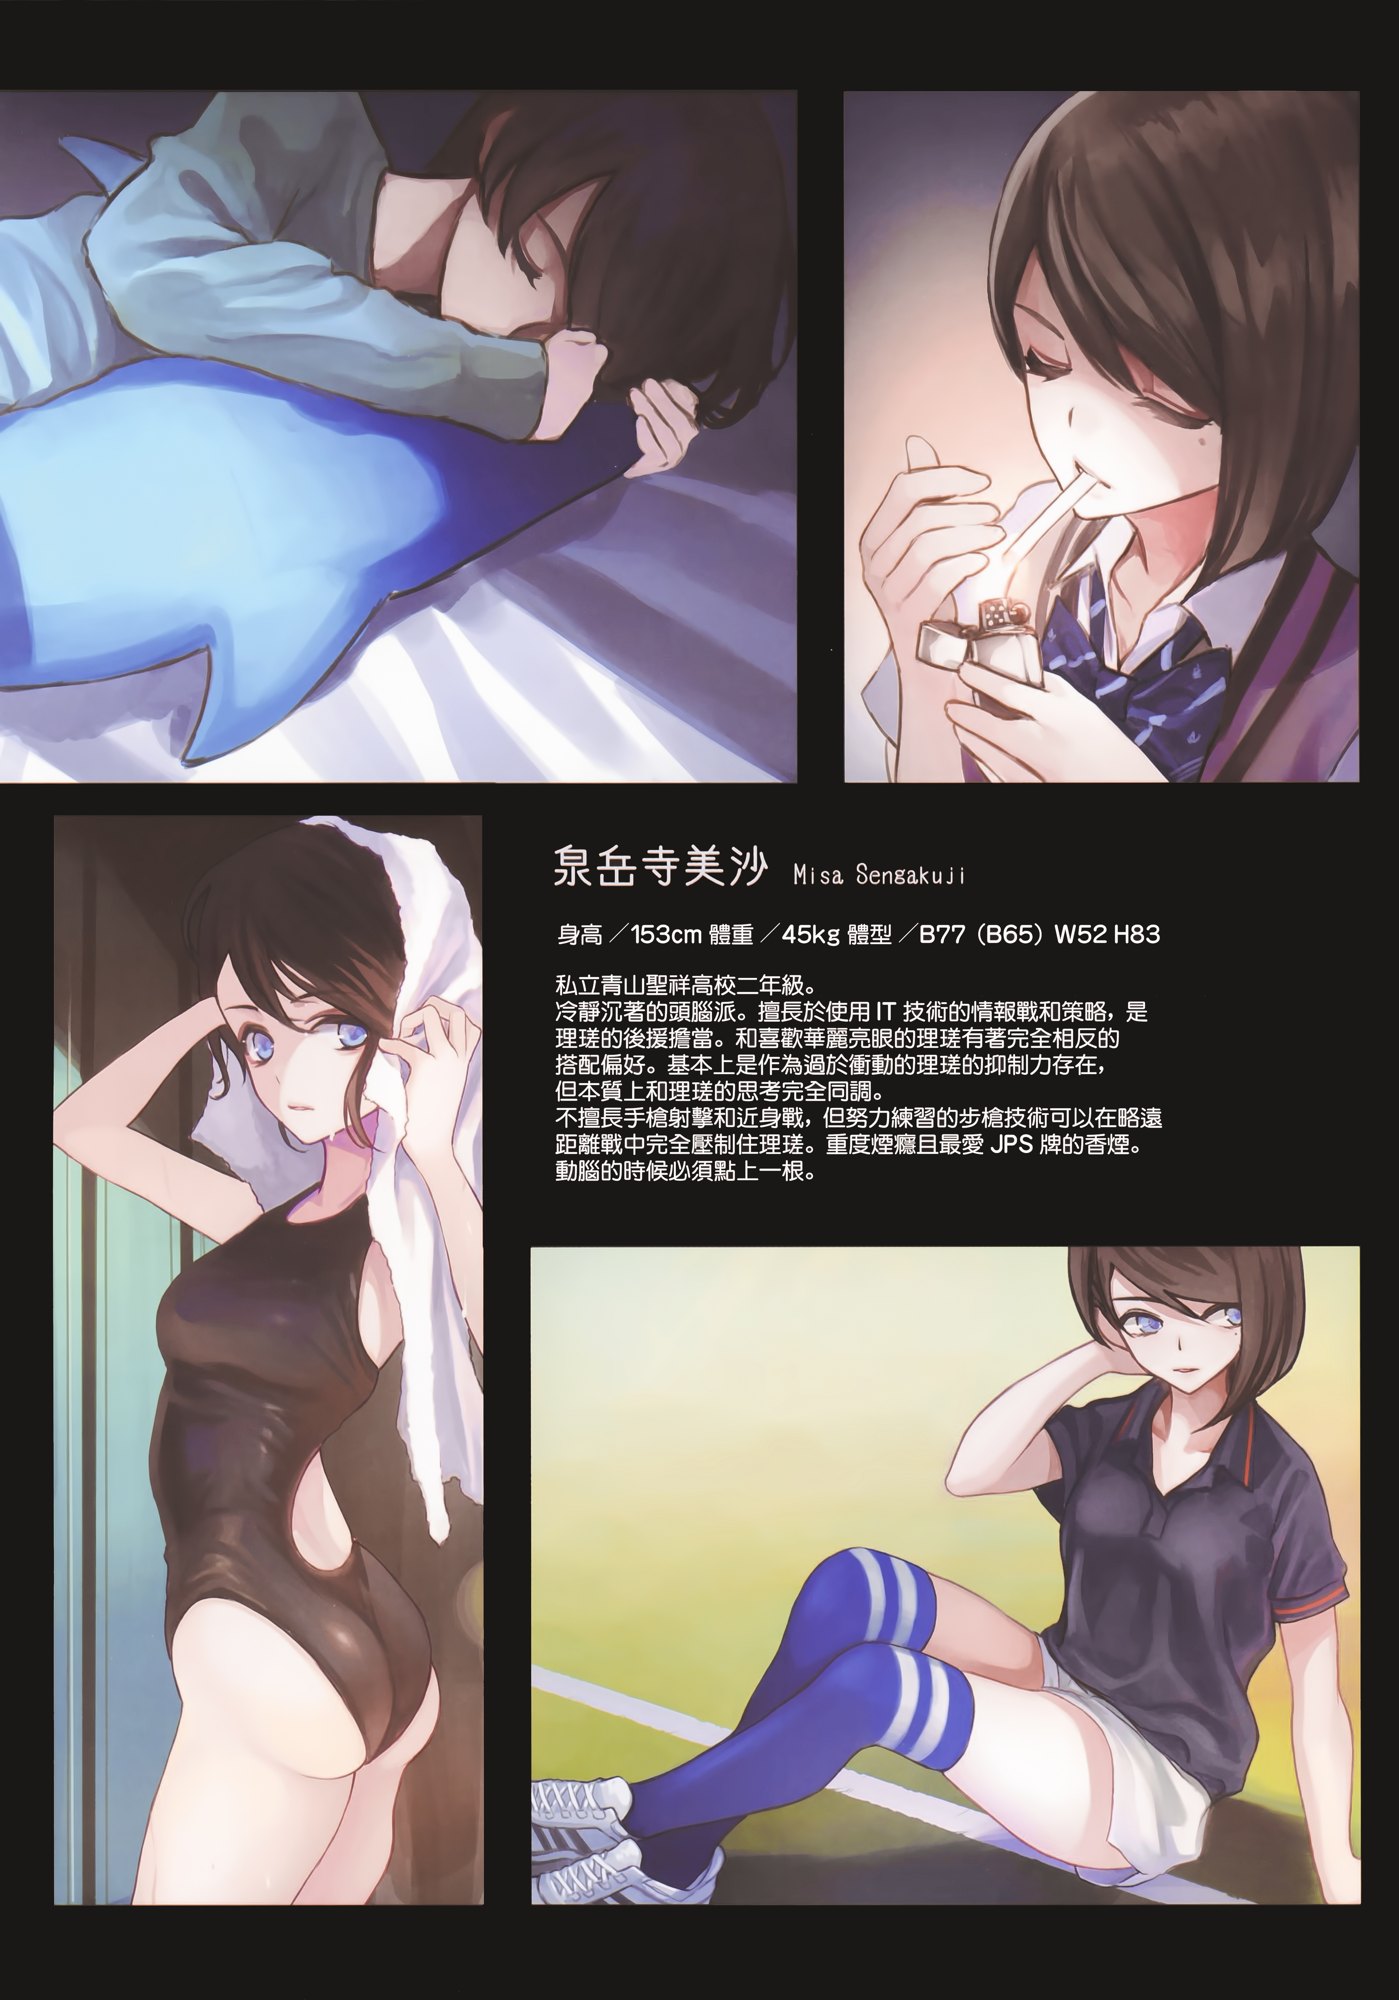 泉岳寺美沙 Misa Sengakuji
身高／153cm 體重／45kg 體型／B77（B65）W52 H83
私立青山聖祥高校二年級。
冷靜沉著的頭腦派。擅長於使用 IT 技術的情報戰和策略，是
理瑳的後援擔當。和喜歡華麗亮眼的理瑳有著完全相反的
搭配偏好。基本上是作為過於衝動的理瑳的抑制力存在，
但本質上和理瑳的思考完全同調。
不擅長手槍射擊和近身戰，但努力練習的步槍技術可以在略遠
距離戰中完全壓制住理瑳。重度煙癮且最愛 JPS 牌的香煙。
動腦的時候必須點上一根。